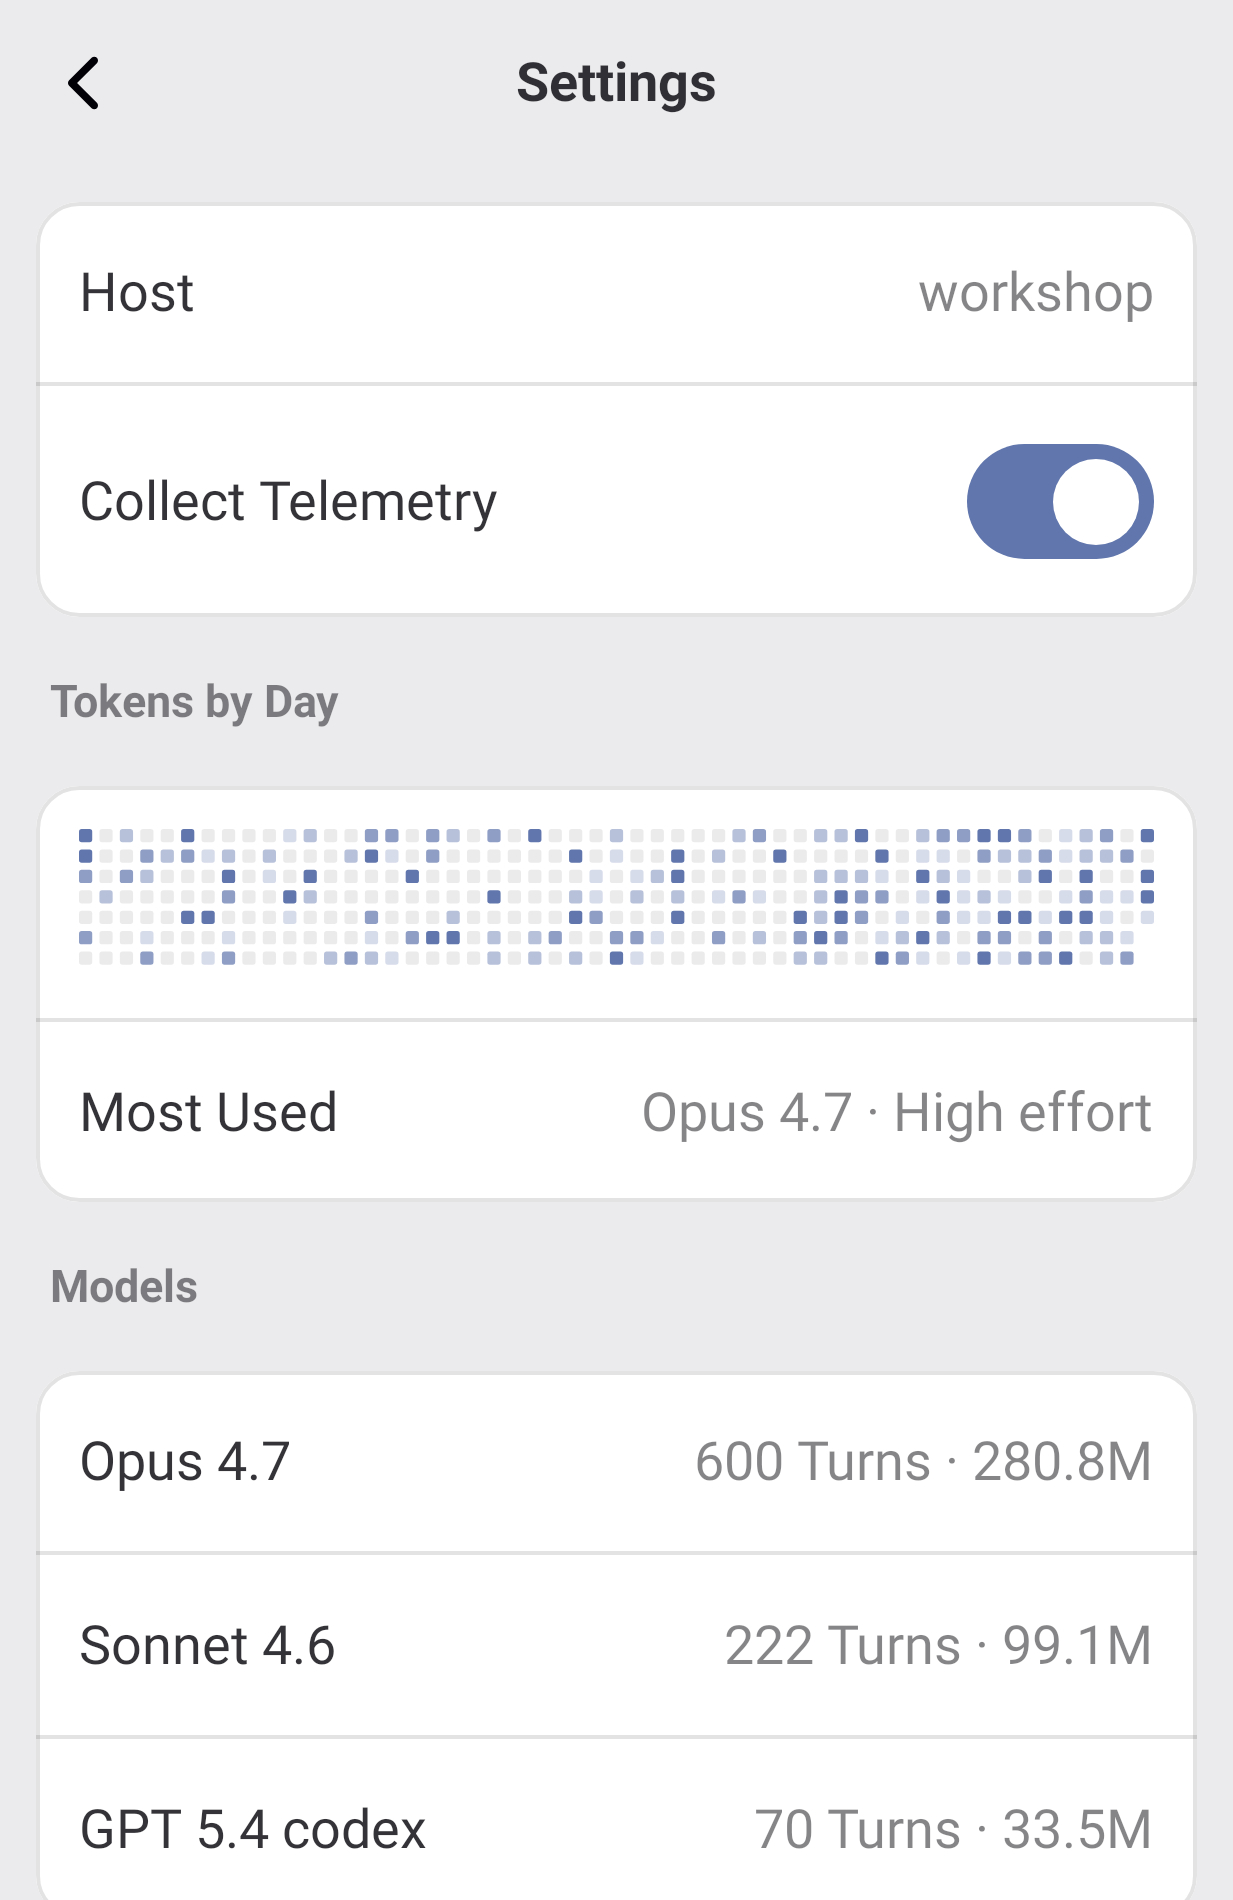 Settings
Host
workshop
Collect Telemetry
Tokens by Day
Most Used
Opus 4.7 · High effort
Models
Opus 4.7
600 Turns · 280.8M
Sonnet 4.6
222 Turns · 99.1M
GPT 5.4 codex
70 Turns · 33.5M